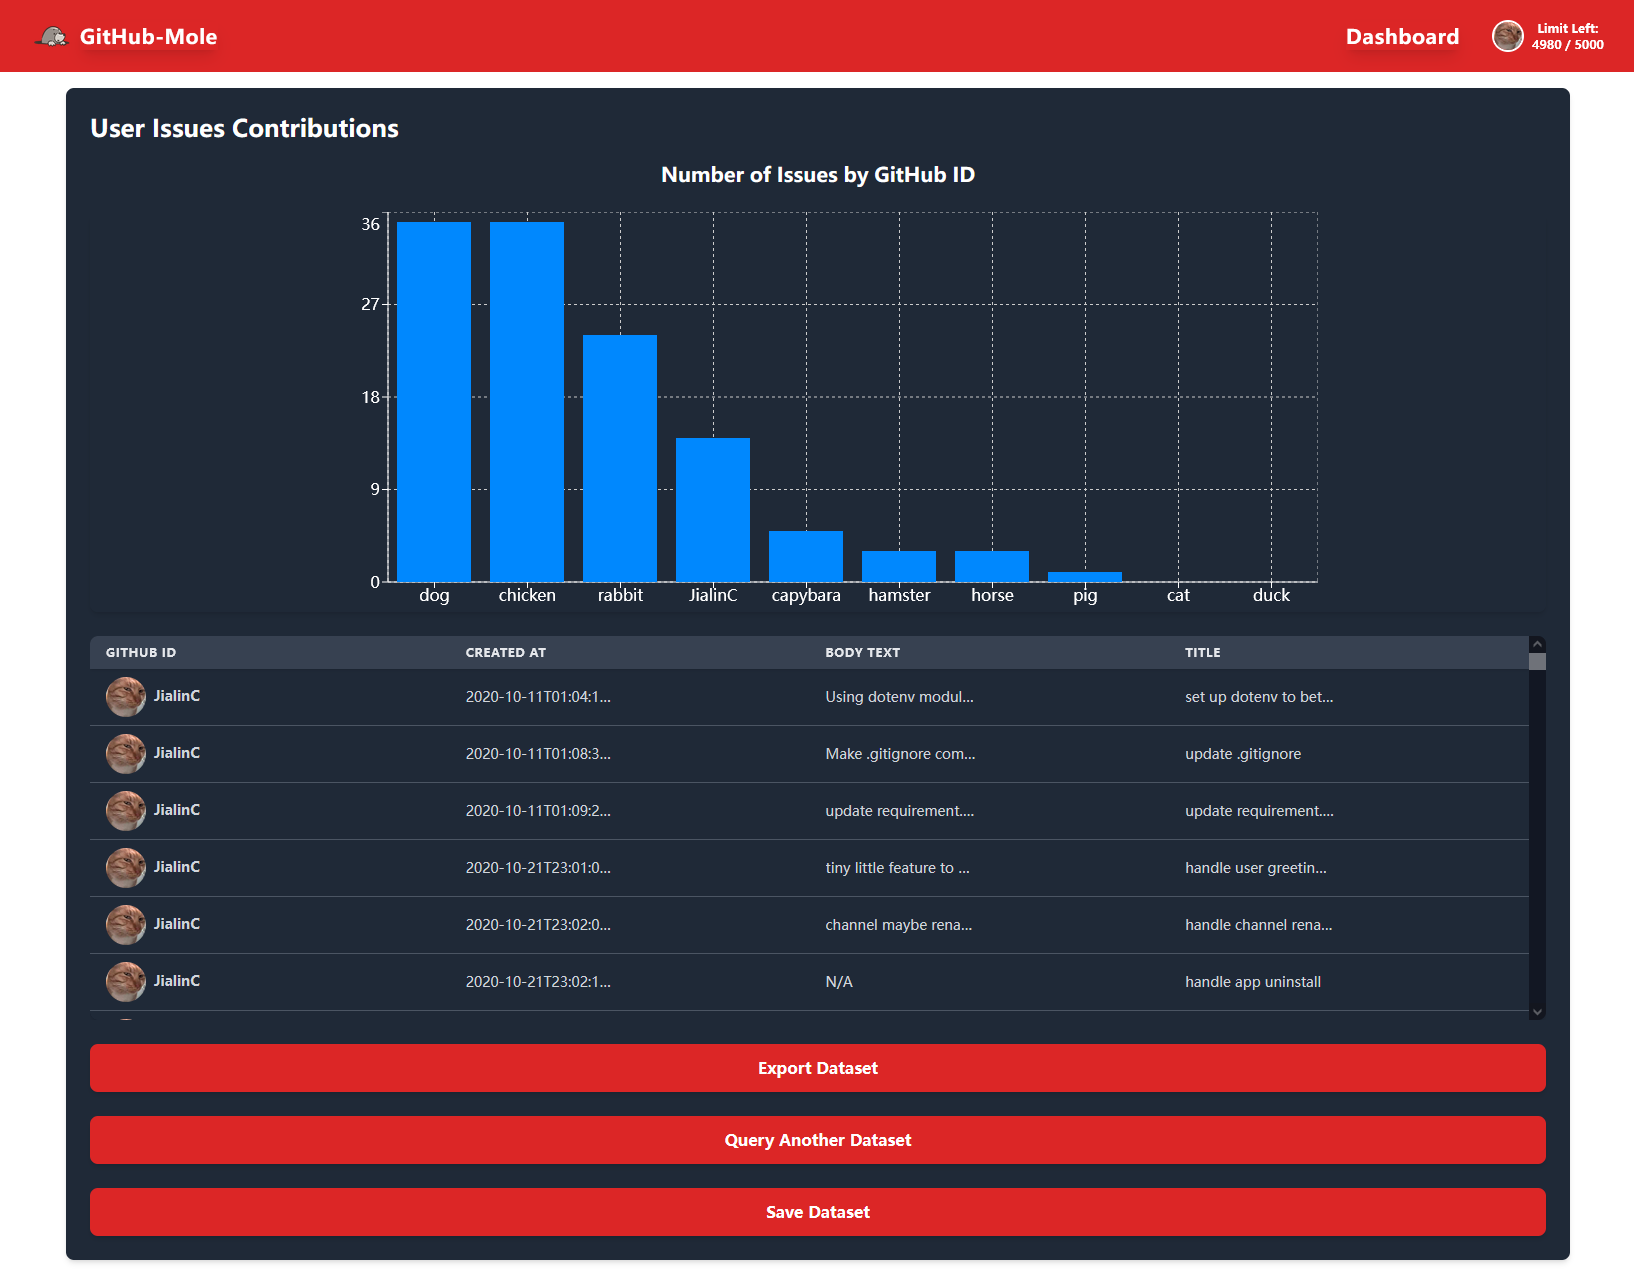 GitHub-Mole
Dashboard
Limit Left:
4980 / 5000
User Issues Contributions
Number of Issues by GitHub ID
36
27
18
9
0
dog chicken rabbit JialinC capybara hamster horse pig cat duck
GITHUB ID CREATED AT BODY TEXT TITLE
JialinC 2020-10-11T01:04:1... Using dotenv modul... set up dotenv to bet...
JialinC 2020-10-11T01:08:3... Make .gitignore com... update .gitignore
JialinC 2020-10-11T01:09:2... update requirement.... update requirement....
JialinC 2020-10-21T23:01:0... tiny little feature to ... handle user greetin...
JialinC 2020-10-21T23:02:0... channel maybe rena... handle channel rena...
JialinC 2020-10-21T23:02:1... N/A handle app uninstall
Export Dataset
Query Another Dataset
Save Dataset